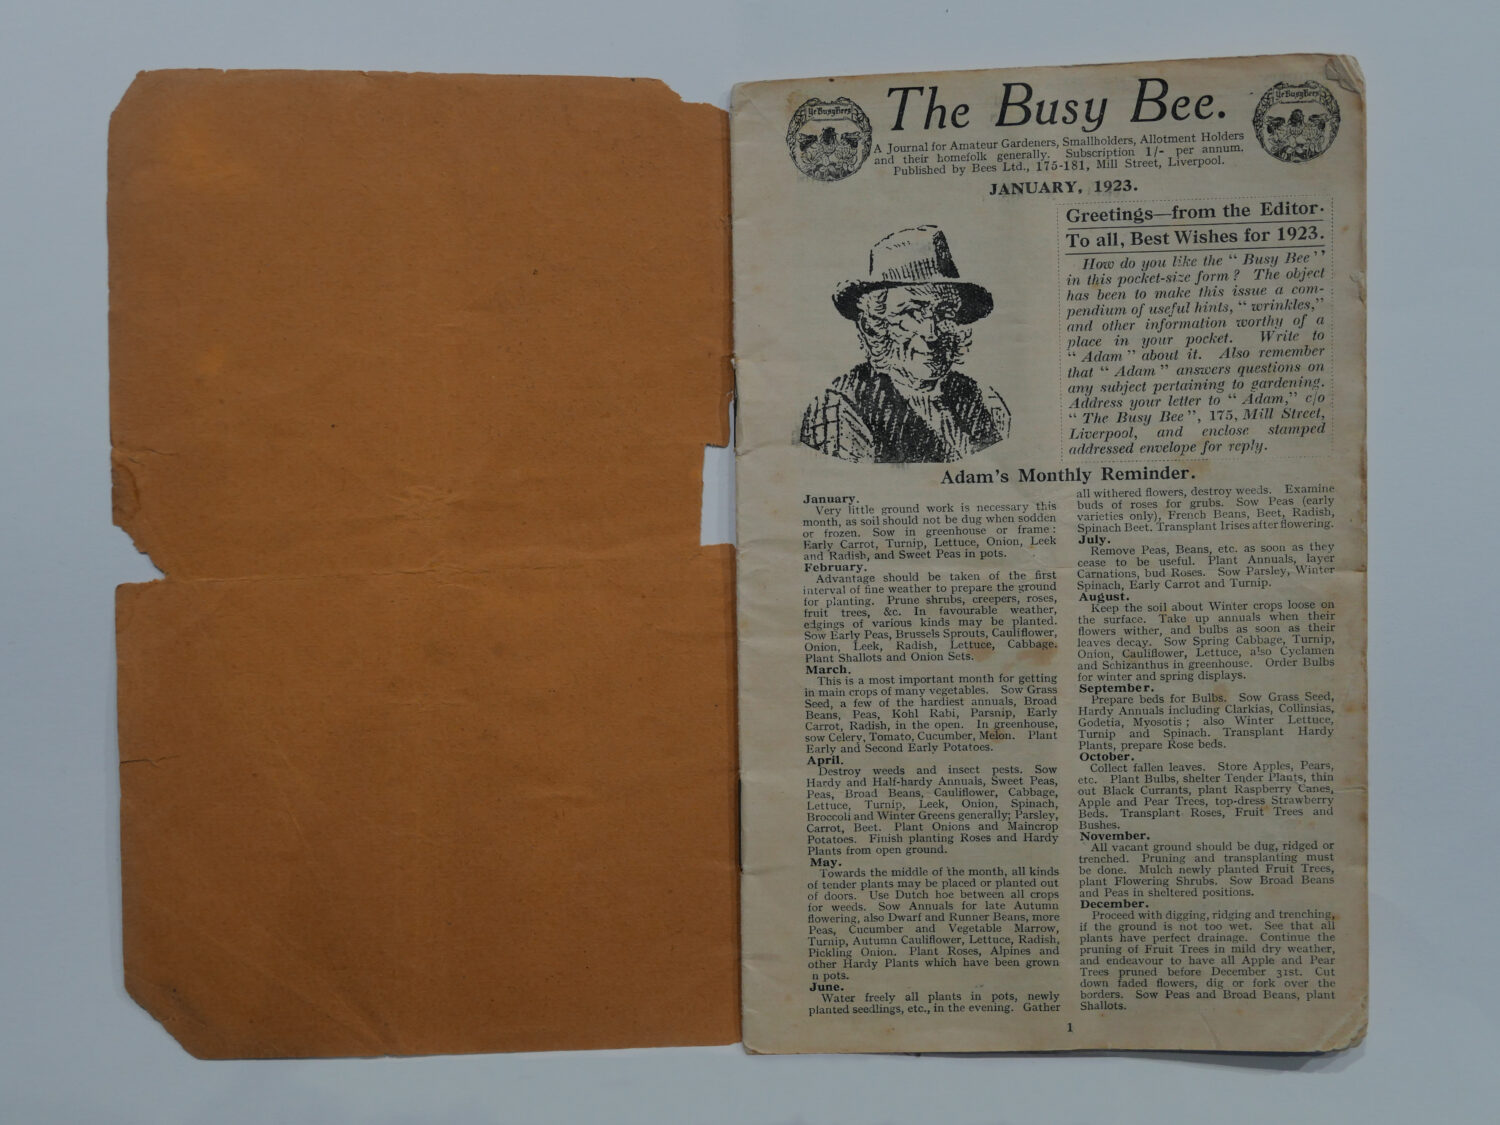 The Busy Bee.
Ye Busy Bees
Ye Busy Bees
A Journal for Amateur Gardeners, Smallholders, Allotment Holders
and their homefolk generally. Subscription 1/- per annum.
Published by Bees Ltd., 175-181, Mill Street, Liverpool.
JANUARY, 1923.
Greetings—from the Editor.
To all, Best Wishes for 1923.
How do you like the “ Busy Bee ”
in this pocket-size form ? The object
has been to make this issue a com-
pendium of useful hints, “ wrinkles,”
and other information worthy of a
place in your pocket. Write to
“ Adam ” about it. Also remember
that “ Adam ” answers questions on
any subject pertaining to gardening.
Address your letter to “ Adam,” c/o
“ The Busy Bee ”, 175, Mill Street,
Liverpool, and enclose stamped
addressed envelope for reply.
Adam's Monthly Reminder.
January.
Very little ground work is necessary this
month, as soil should not be dug when sodden
or frozen. Sow in greenhouse or frame :
Early Carrot, Turnip, Lettuce, Onion, Leek
and Radish, and Sweet Peas in pots.
February.
Advantage should be taken of the first
interval of fine weather to prepare the ground
for planting. Prune shrubs, creepers, roses,
fruit trees, &c. In favourable weather,
edgings of various kinds may be planted.
Sow Early Peas, Brussels Sprouts, Cauliflower,
Onion, Leek, Radish, Lettuce, Cabbage.
Plant Shallots and Onion Sets.
March.
This is a most important month for getting
in main crops of many vegetables. Sow Grass
Seed, a few of the hardiest annuals, Broad
Beans, Peas, Kohl Rabi, Parsnip, Early
Carrot, Radish, in the open. In greenhouse,
sow Celery, Tomato, Cucumber, Melon. Plant
Early and Second Early Potatoes.
April.
Destroy weeds and insect pests. Sow
Hardy and Half-hardy Annuals, Sweet Peas,
Peas, Broad Beans, Cauliflower, Cabbage,
Lettuce, Turnip, Leek, Onion, Spinach,
Broccoli and Winter Greens generally; Parsley,
Carrot, Beet. Plant Onions and Maincrop
Potatoes. Finish planting Roses and Hardy
Plants from open ground.
May.
Towards the middle of the month, all kinds
of tender plants may be placed or planted out
of doors. Use Dutch hoe between all crops
for weeds. Sow Annuals for late Autumn
flowering, also Dwarf and Runner Beans, more
Peas, Cucumber and Vegetable Marrow,
Turnip, Autumn Cauliflower, Lettuce, Radish,
Pickling Onion. Plant Roses, Alpines and
other Hardy Plants which have been grown
n pots.
June.
Water freely all plants in pots, newly
planted seedlings, etc., in the evening. Gather
all withered flowers, destroy weeds. Examine
buds of roses for grubs. Sow Peas (early
varieties only), French Beans, Beet, Radish,
Spinach Beet. Transplant Irises after flowering.
July.
Remove Peas, Beans, etc. as soon as they
cease to be useful. Plant Annuals, layer
Carnations, bud Roses. Sow Parsley, Winter
Spinach, Early Carrot and Turnip.
August.
Keep the soil about Winter crops loose on
the surface. Take up annuals when their
flowers wither, and bulbs as soon as their
leaves decay. Sow Spring Cabbage, Turnip,
Onion, Cauliflower, Lettuce, also Cyclamen
and Schizanthus in greenhouse. Order Bulbs
for winter and spring displays.
September.
Prepare beds for Bulbs. Sow Grass Seed,
Hardy Annuals including Clarkias, Collinsias,
Godetia, Myosotis ; also Winter Lettuce,
Turnip and Spinach. Transplant Hardy
Plants, prepare Rose beds.
October.
Collect fallen leaves. Store Apples, Pears,
etc. Plant Bulbs, shelter Tender Plants, thin
out Black Currants, plant Raspberry Canes,
Apple and Pear Trees, top-dress Strawberry
Beds. Transplant Roses, Fruit Trees and
Bushes.
November.
All vacant ground should be dug, ridged or
trenched. Pruning and transplanting must
be done. Mulch newly planted Fruit Trees,
plant Flowering Shrubs. Sow Broad Beans
and Peas in sheltered positions.
December.
Proceed with digging, ridging and trenching,
if the ground is not too wet. See that all
plants have perfect drainage. Continue the
pruning of Fruit Trees in mild dry weather,
and endeavour to have all Apple and Pear
Trees pruned before December 31st. Cut
down faded flowers, dig or fork over the
borders. Sow Peas and Broad Beans, plant
Shallots.
1